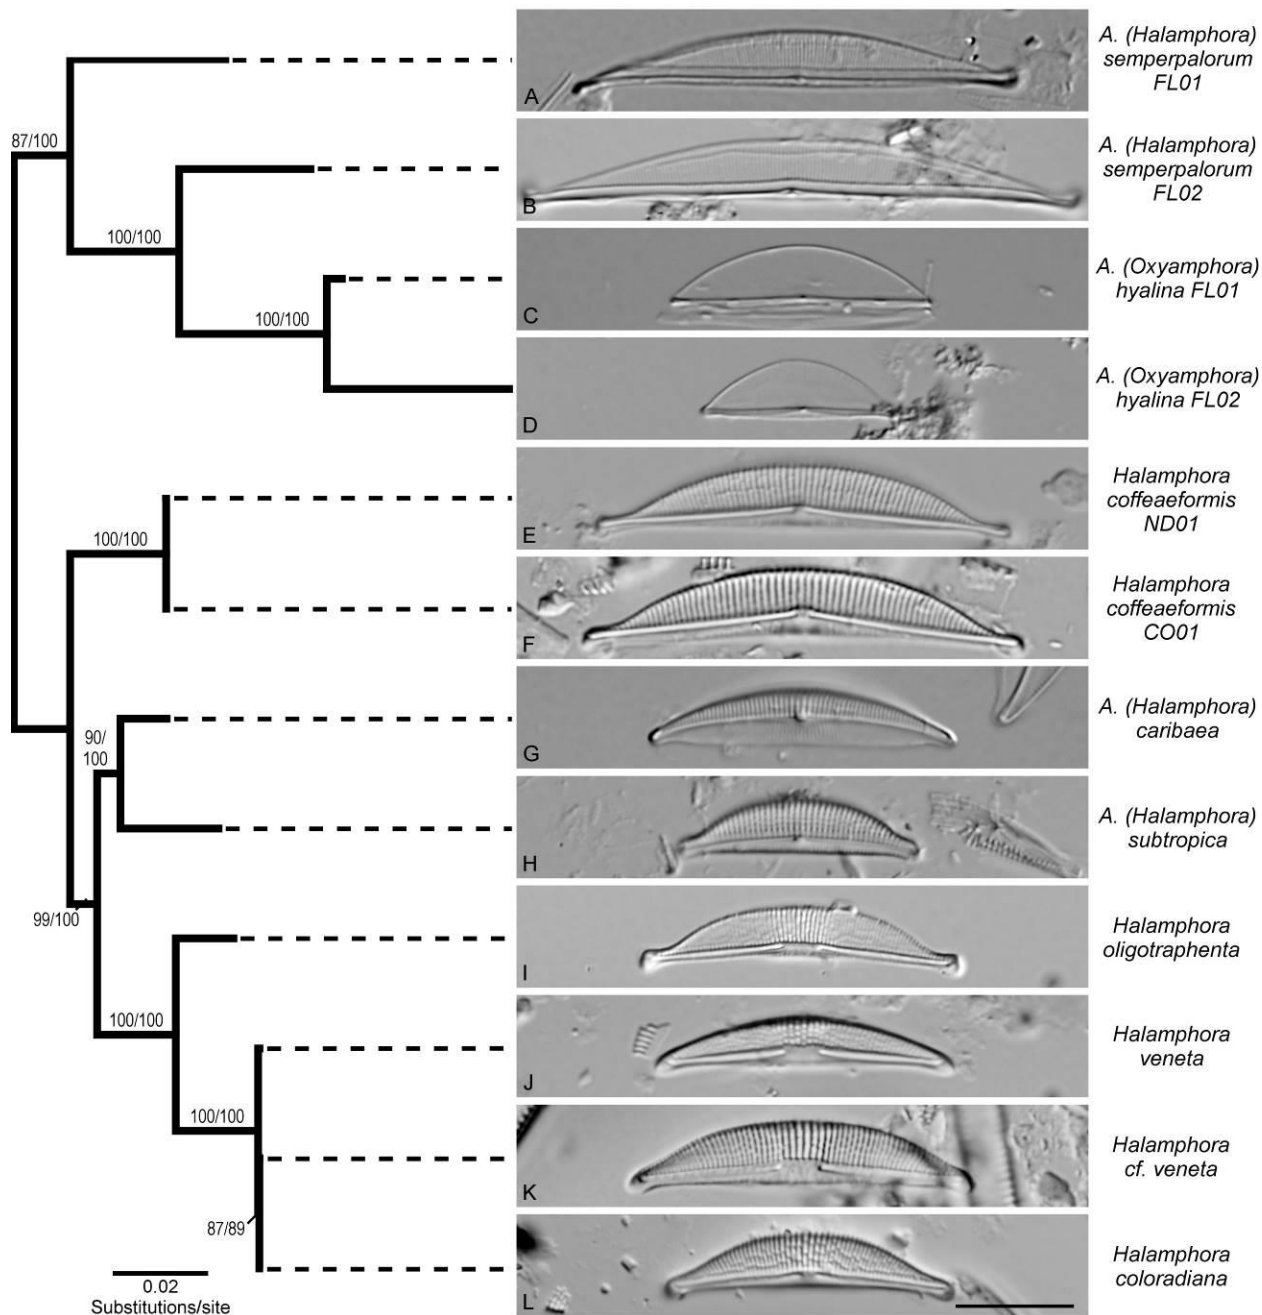 A
A. (Halamphora)
semperpalorum
FL01
87/100
B
A. (Halamphora)
semperpalorum
FL02
100/100
C
A. (Oxyamphora)
hyalina FL01
100/100
D
A. (Oxyamphora)
hyalina FL02
E
Halamphora
coffeaeformis
ND01
100/100
F
Halamphora
coffeaeformis
CO01
G
A. (Halamphora)
caribaea
90/
100
H
A. (Halamphora)
subtropica
99/100
I
Halamphora
oligotraphenta
100/100
J
Halamphora
veneta
100/100
K
Halamphora
cf. veneta
87/89
L
Halamphora
coloradiana
0.02
Substitutions/site